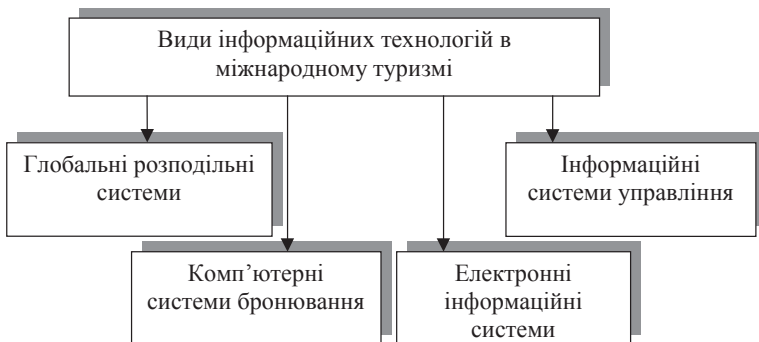 Види інформаційних технологій в
міжнародному туризмі
Глобальні розподільні
системи
Інформаційні
системи управління
Комп’ютерні
системи бронювання
Електронні
інформаційні
системи